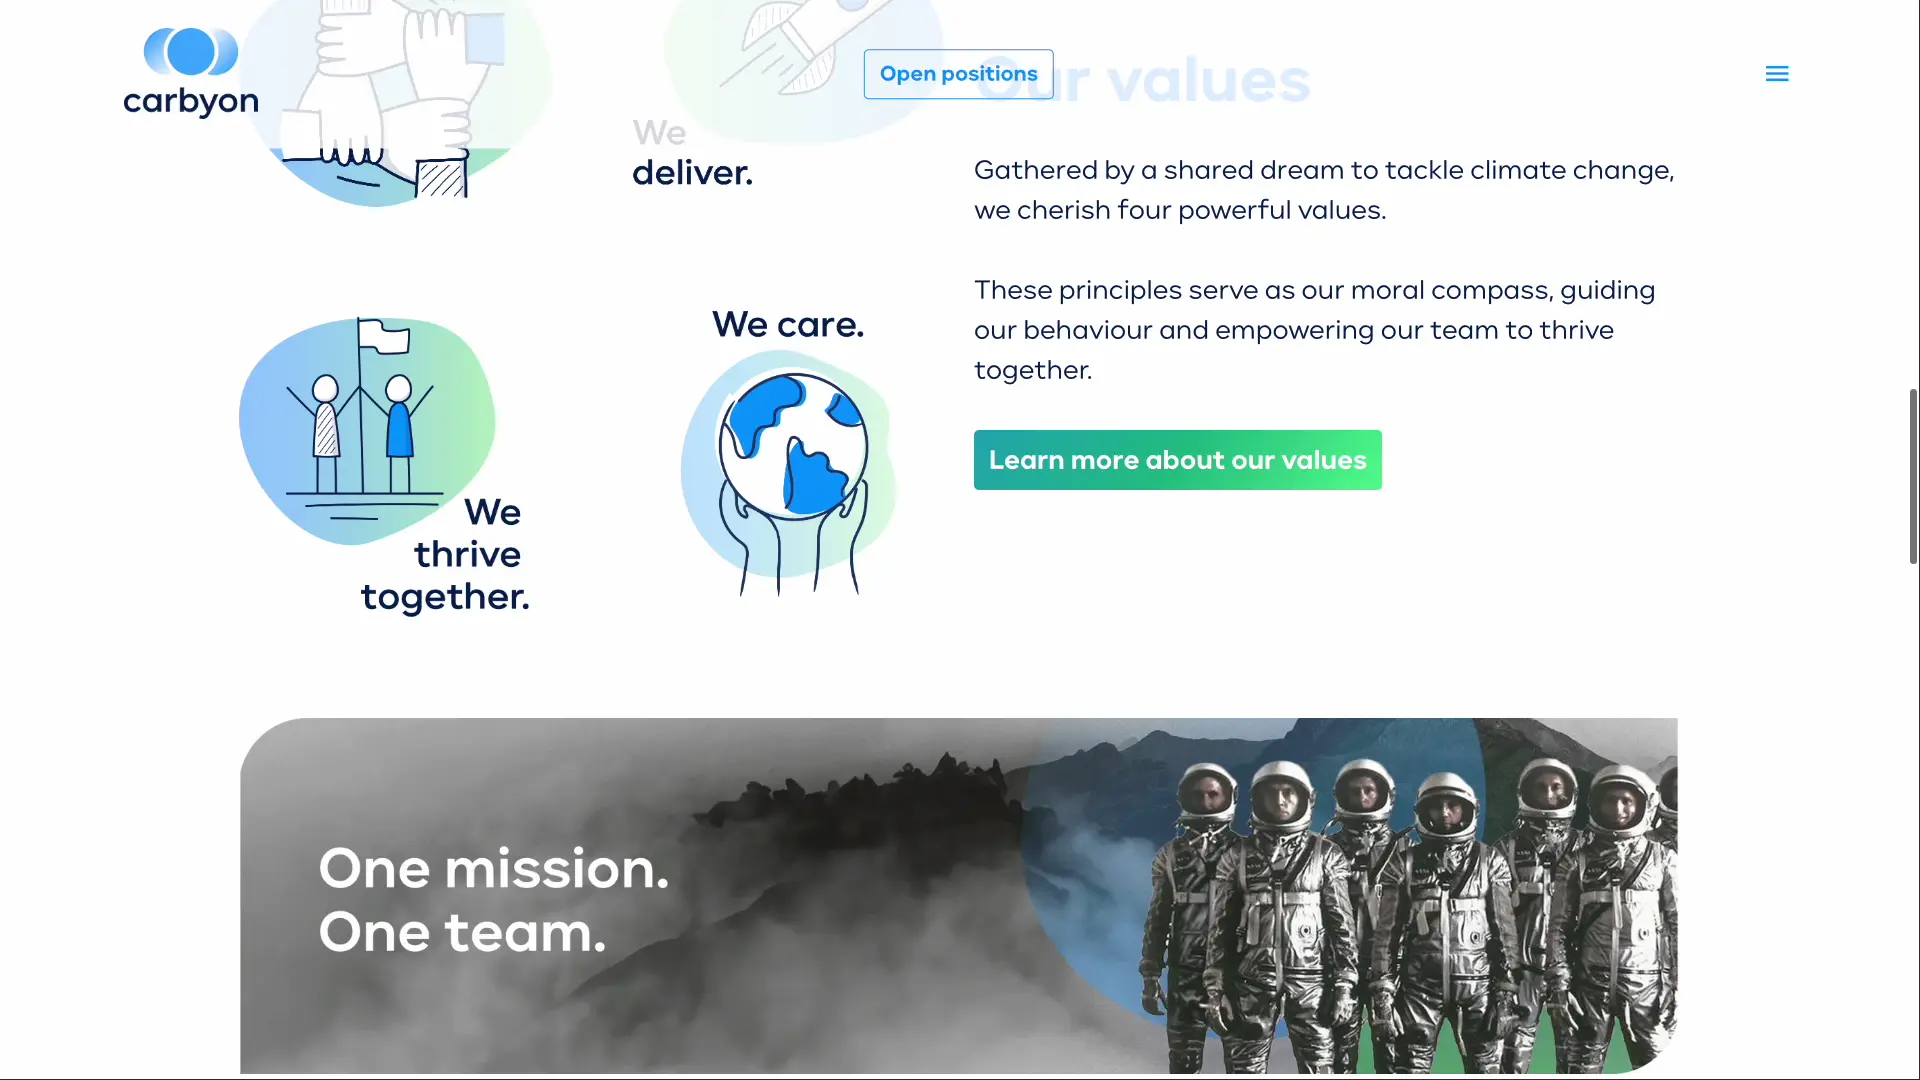 carbyon
Open positions
Our values
We
deliver.
Gathered by a shared dream to tackle climate change,
we cherish four powerful values.
These principles serve as our moral compass, guiding
our behaviour and empowering our team to thrive
together.
Learn more about our values
We care.
We
thrive
together.
One mission.
One team.